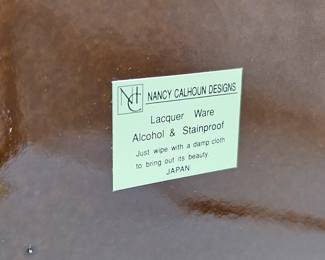 NCD NANCY CALHOUN DESIGNS
Lacquer Ware
Alcohol & Stainproof
Just wipe with a damp cloth
to bring out its beauty
JAPAN